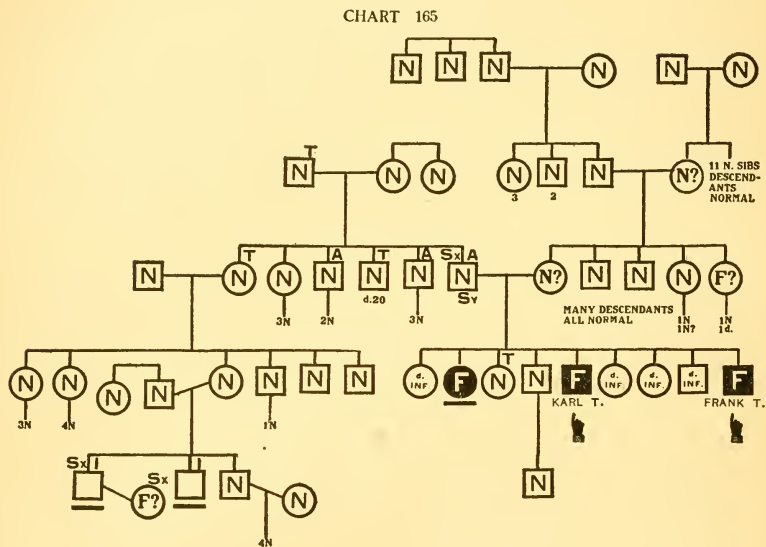 CHART 165
N N N N N N
T
N N N N 3 N 2 N N? 11 N. SIBS
DESCEND-
ANTS
NORMAL
T A T A Sx A
N N N N N N N N? N N N F?
Sy
3N 2N d.20 3N
MANY DESCENDANTS
ALL NORMAL
1N
1N?
1N
1d.
T
N N N N N N N N
d. INF. F N N F d. INF. d. INF. d. INF. F
3N 4N 1N
KARL T. FRANK T.
Sx I Sx I
F? N N
N
4N